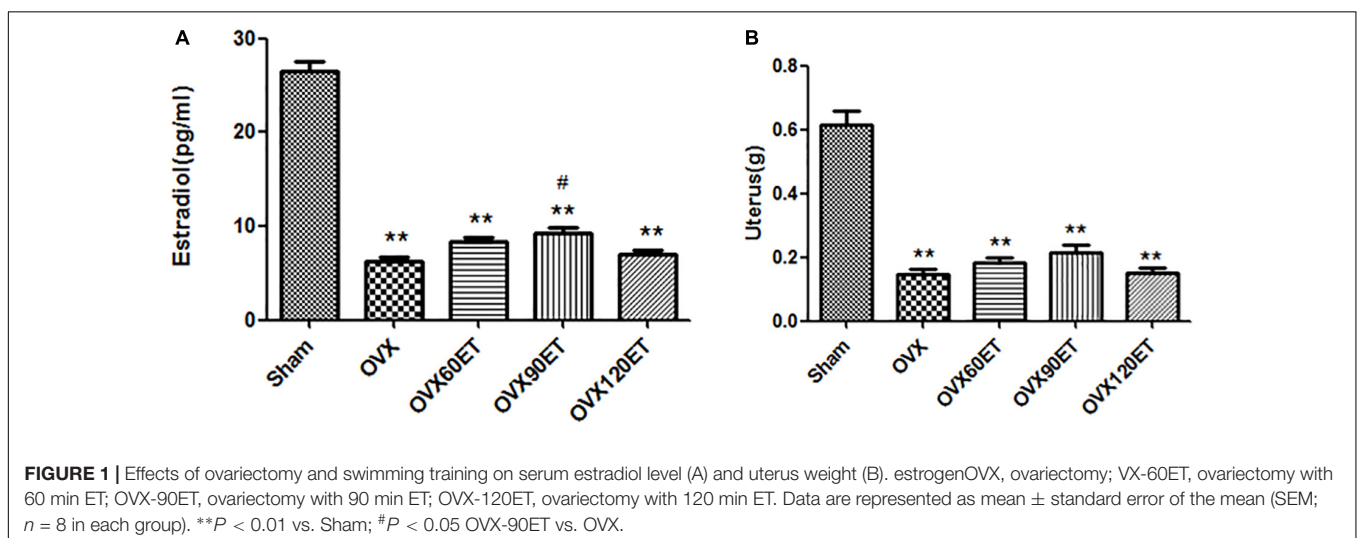 A
30
20
10
0
Estradiol(pg/ml)
**
**
#
**
**
Sham
OVX
OVX60ET
OVX90ET
OVX120ET
B
0.8
0.6
0.4
0.2
0.0
Uterus(g)
**
**
**
**
Sham
OVX
OVX60ET
OVX90ET
OVX120ET
FIGURE 1 | Effects of ovariectomy and swimming training on serum estradiol level (A) and uterus weight (B). estrogenOVX, ovariectomy; VX-60ET, ovariectomy with
60 min ET; OVX-90ET, ovariectomy with 90 min ET; OVX-120ET, ovariectomy with 120 min ET. Data are represented as mean ± standard error of the mean (SEM;
n = 8 in each group). **P < 0.01 vs. Sham; #P < 0.05 OVX-90ET vs. OVX.